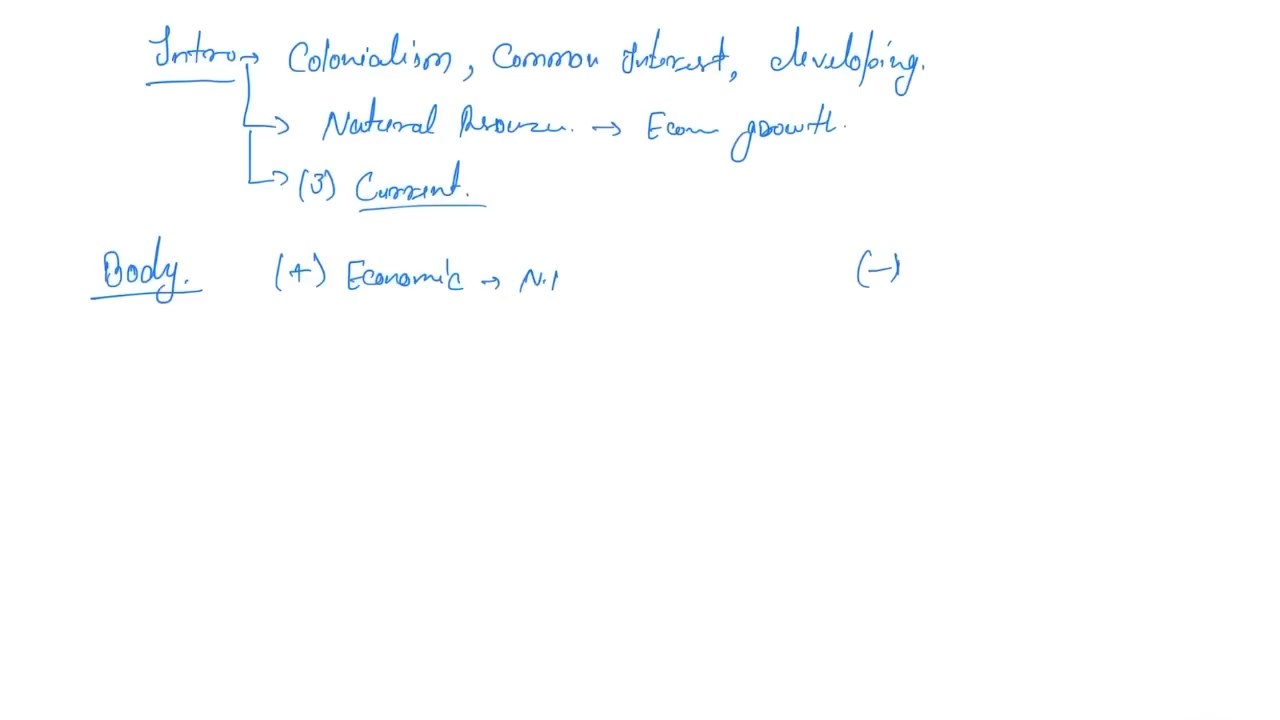 Intro → Colonialism, Common Interest, developing.
→ Natural Resource. → Econ growth.
→ (3) Current.
Body. (+) Economic → N.
(-)